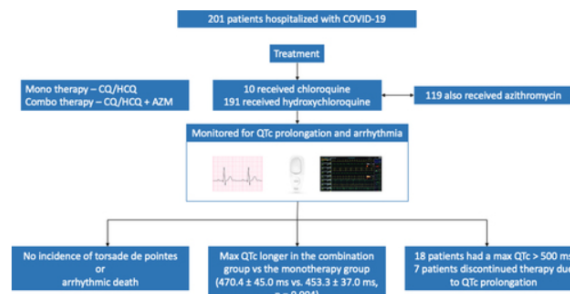 201 patients hospitalized with COVID-19
Treatment
Mono therapy – CQ/HCQ
Combo therapy – CQ/HCQ + AZM
10 received chloroquine
191 received hydroxychloroquine
119 also received azithromycin
Monitored for QTc prolongation and arrhythmia
No incidence of torsade de pointes
or
arrhythmic death
Max QTc longer in the combination
group vs the monotherapy group
(470.4 ± 45.0 ms vs. 453.3 ± 37.0 ms,
18 patients had a max QTc > 500 ms
7 patients discontinued therapy due
to QTc prolongation